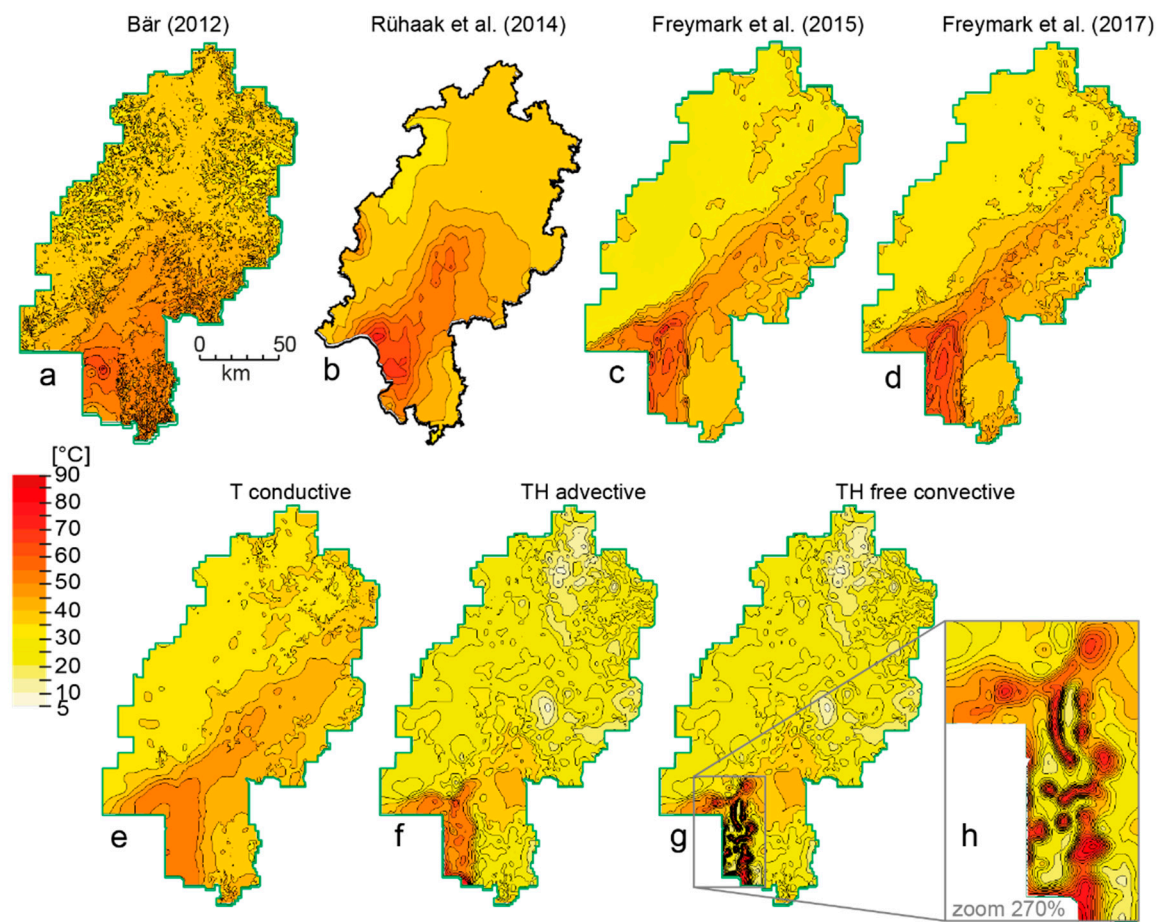 Bär (2012)
Rühaak et al. (2014)
Freymark et al. (2015)
Freymark et al. (2017)
0 50
km
a
b
c
d
[°C]
90
80
70
60
50
40
30
20
10
5
T conductive
TH advective
TH free convective
e
f
g
h
zoom 270%